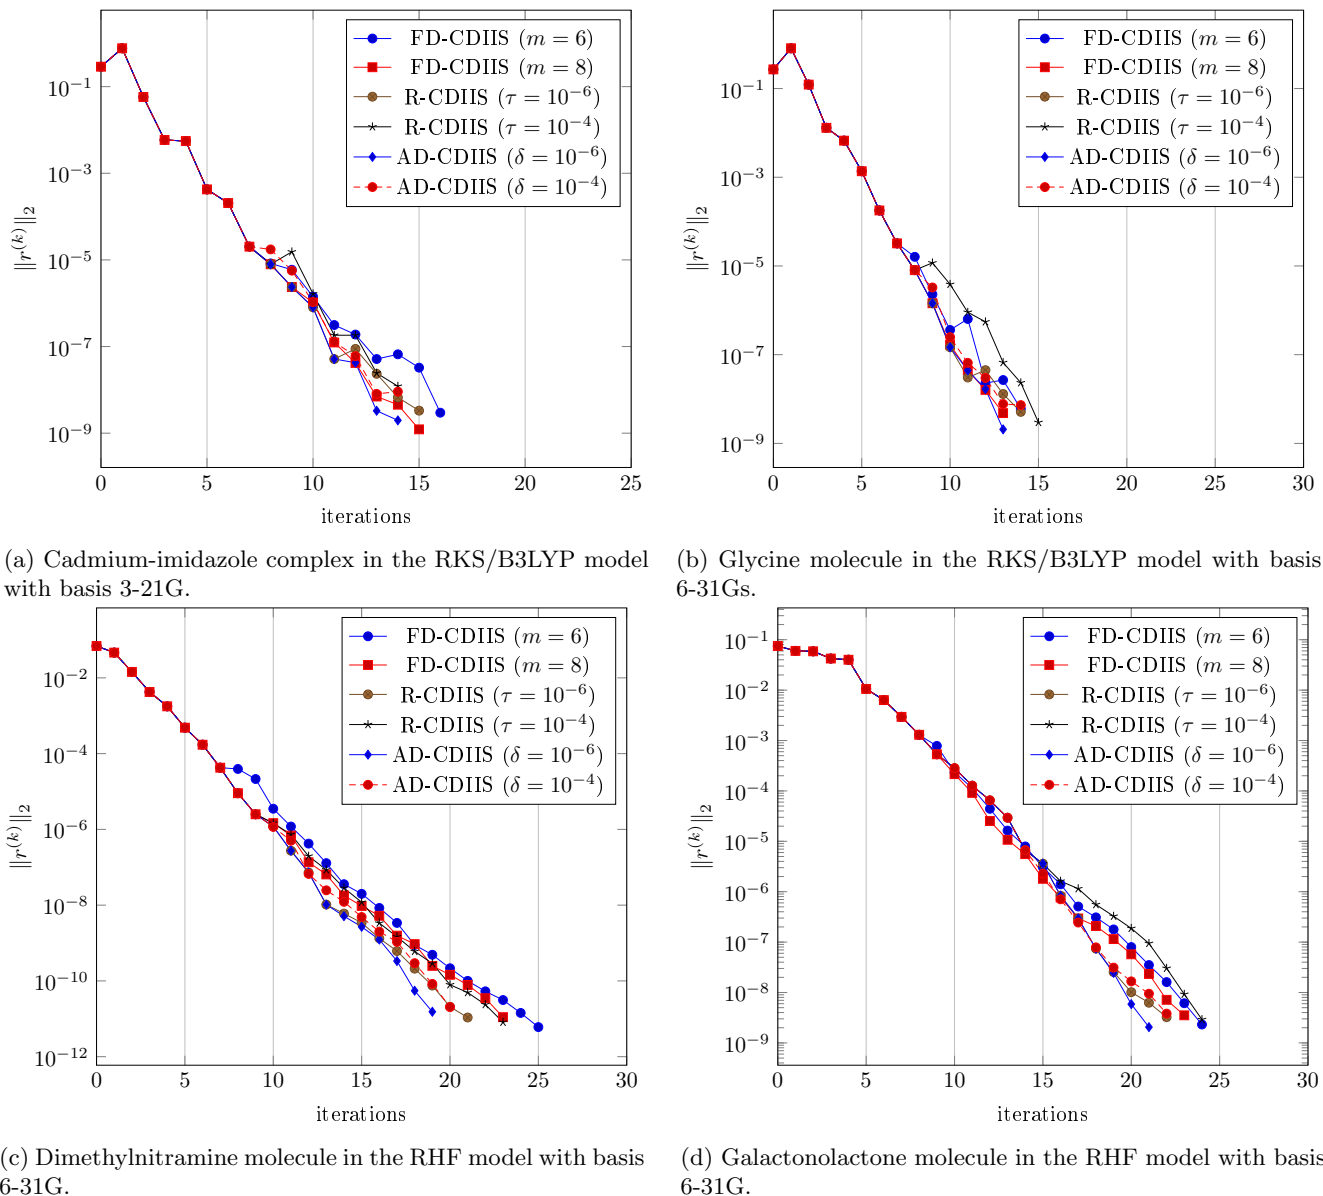 FD-CDIIS (m = 6)
FD-CDIIS (m = 8)
R-CDIIS (τ = 10⁻⁶)
R-CDIIS (τ = 10⁻⁴)
AD-CDIIS (δ = 10⁻⁶)
AD-CDIIS (δ = 10⁻⁴)
10⁻¹
10⁻³
10⁻⁵
10⁻⁷
10⁻⁹
‖r⁽ᵏ⁾‖₂
0 5 10 15 20 25
iterations
(a) Cadmium-imidazole complex in the RKS/B3LYP model
with basis 3-21G.
FD-CDIIS (m = 6)
FD-CDIIS (m = 8)
R-CDIIS (τ = 10⁻⁶)
R-CDIIS (τ = 10⁻⁴)
AD-CDIIS (δ = 10⁻⁶)
AD-CDIIS (δ = 10⁻⁴)
10⁻¹
10⁻³
10⁻⁵
10⁻⁷
10⁻⁹
‖r⁽ᵏ⁾‖₂
0 5 10 15 20 25 30
iterations
(b) Glycine molecule in the RKS/B3LYP model with basis
6-31Gs.
FD-CDIIS (m = 6)
FD-CDIIS (m = 8)
R-CDIIS (τ = 10⁻⁶)
R-CDIIS (τ = 10⁻⁴)
AD-CDIIS (δ = 10⁻⁶)
AD-CDIIS (δ = 10⁻⁴)
10⁻²
10⁻⁴
10⁻⁶
10⁻⁸
10⁻¹⁰
10⁻¹²
‖r⁽ᵏ⁾‖₂
0 5 10 15 20 25 30
iterations
(c) Dimethylnitramine molecule in the RHF model with basis
6-31G.
FD-CDIIS (m = 6)
FD-CDIIS (m = 8)
R-CDIIS (τ = 10⁻⁶)
R-CDIIS (τ = 10⁻⁴)
AD-CDIIS (δ = 10⁻⁶)
AD-CDIIS (δ = 10⁻⁴)
10⁻¹
10⁻²
10⁻³
10⁻⁴
10⁻⁵
10⁻⁶
10⁻⁷
10⁻⁸
10⁻⁹
‖r⁽ᵏ⁾‖₂
0 5 10 15 20 25 30
iterations
(d) Galactonolactone molecule in the RHF model with basis
6-31G.